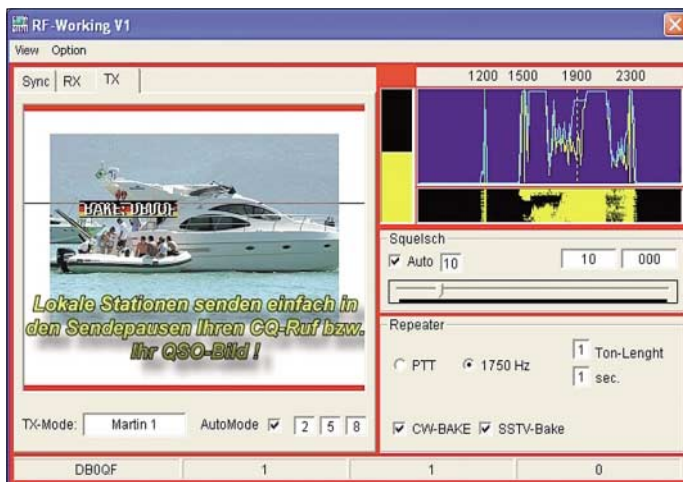 RF-Working V1
View Option
Sync RX TX
1200 1500 1900 2300
BAKE: DB0QF
Lokale Stationen senden einfach in
den Sendepausen Ihren CQ-Ruf bzw.
Ihr QSO-Bild !
TX-Mode: Martin 1 AutoMode 2 5 8
Squelsch
Auto 10 10 000
Repeater
PTT 1750 Hz 1 Ton-Lenght
1 sec.
CW-BAKE SSTV-Bake
DB0QF 1 1 0